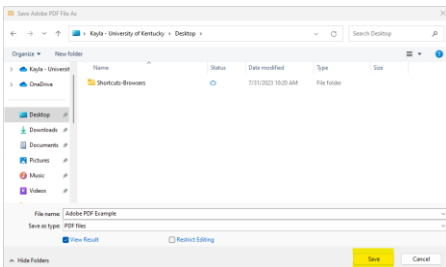 Save Adobe PDF File As
Kayla - University of Kentucky > Desktop >
Search Desktop
Organize
New folder
Name
Status
Date modified
Type
Size
Kayla - Universit
OneDrive
Shortcuts-Browsers
7/31/2023 10:20 AM
File folder
Desktop
Downloads
Documents
Pictures
Music
Videos
File name: Adobe PDF Example
Save as type: PDF files
View Result
Restrict Editing
Hide Folders
Save
Cancel